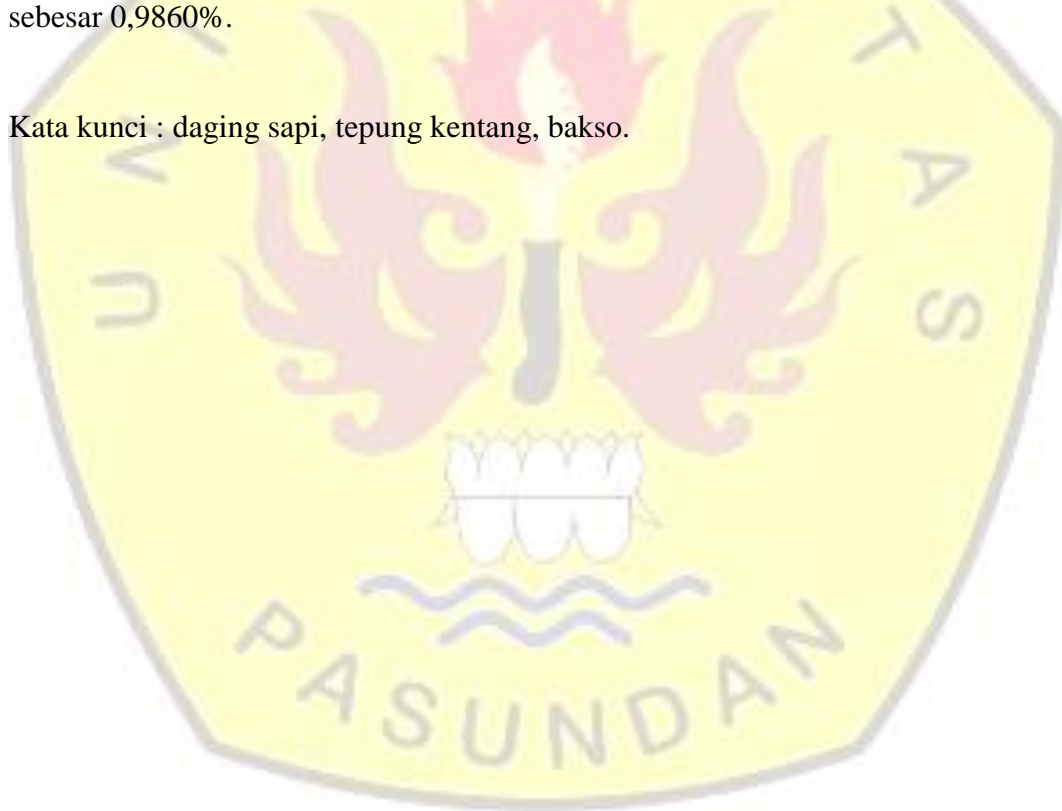 sebesar 0,9860%.
Kata kunci : daging sapi, tepung kentang, bakso.
U N T A S
PASUNDAN